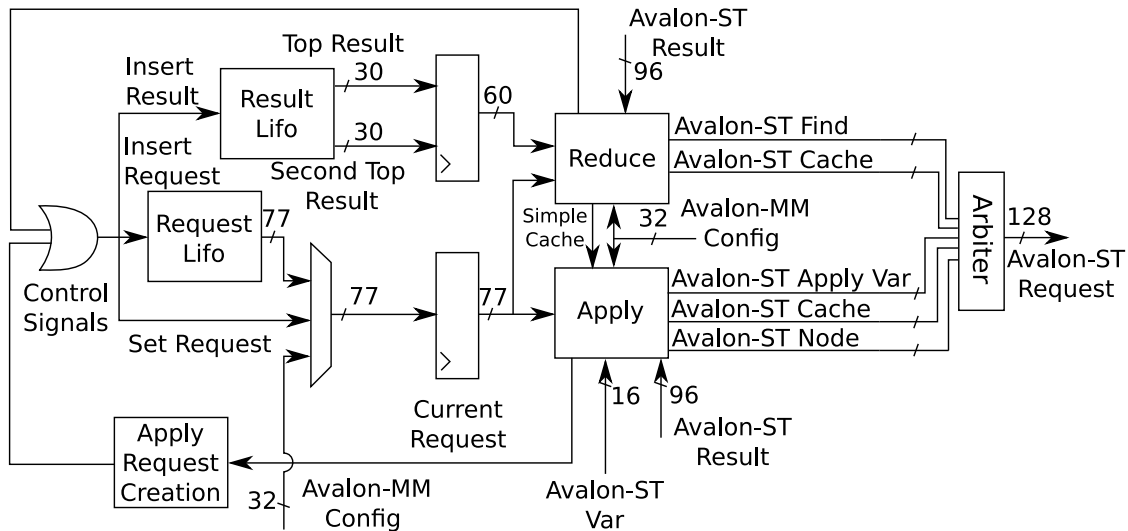 Avalon-ST
Result
96
Top Result
30
Insert
Result
Result
Lifo
60
30
Second Top
Result
Insert
Request
Reduce
Avalon-ST Find
Avalon-ST Cache
Request
Lifo
77
Simple
Cache
32
Avalon-MM
Config
Arbiter
128
Avalon-ST
Request
Control
Signals
Set Request
77
77
Apply
Avalon-ST Apply Var
Avalon-ST Cache
Avalon-ST Node
16
96
Current
Request
Avalon-ST
Result
Apply
Request
Creation
32
Avalon-MM
Config
Avalon-ST
Var